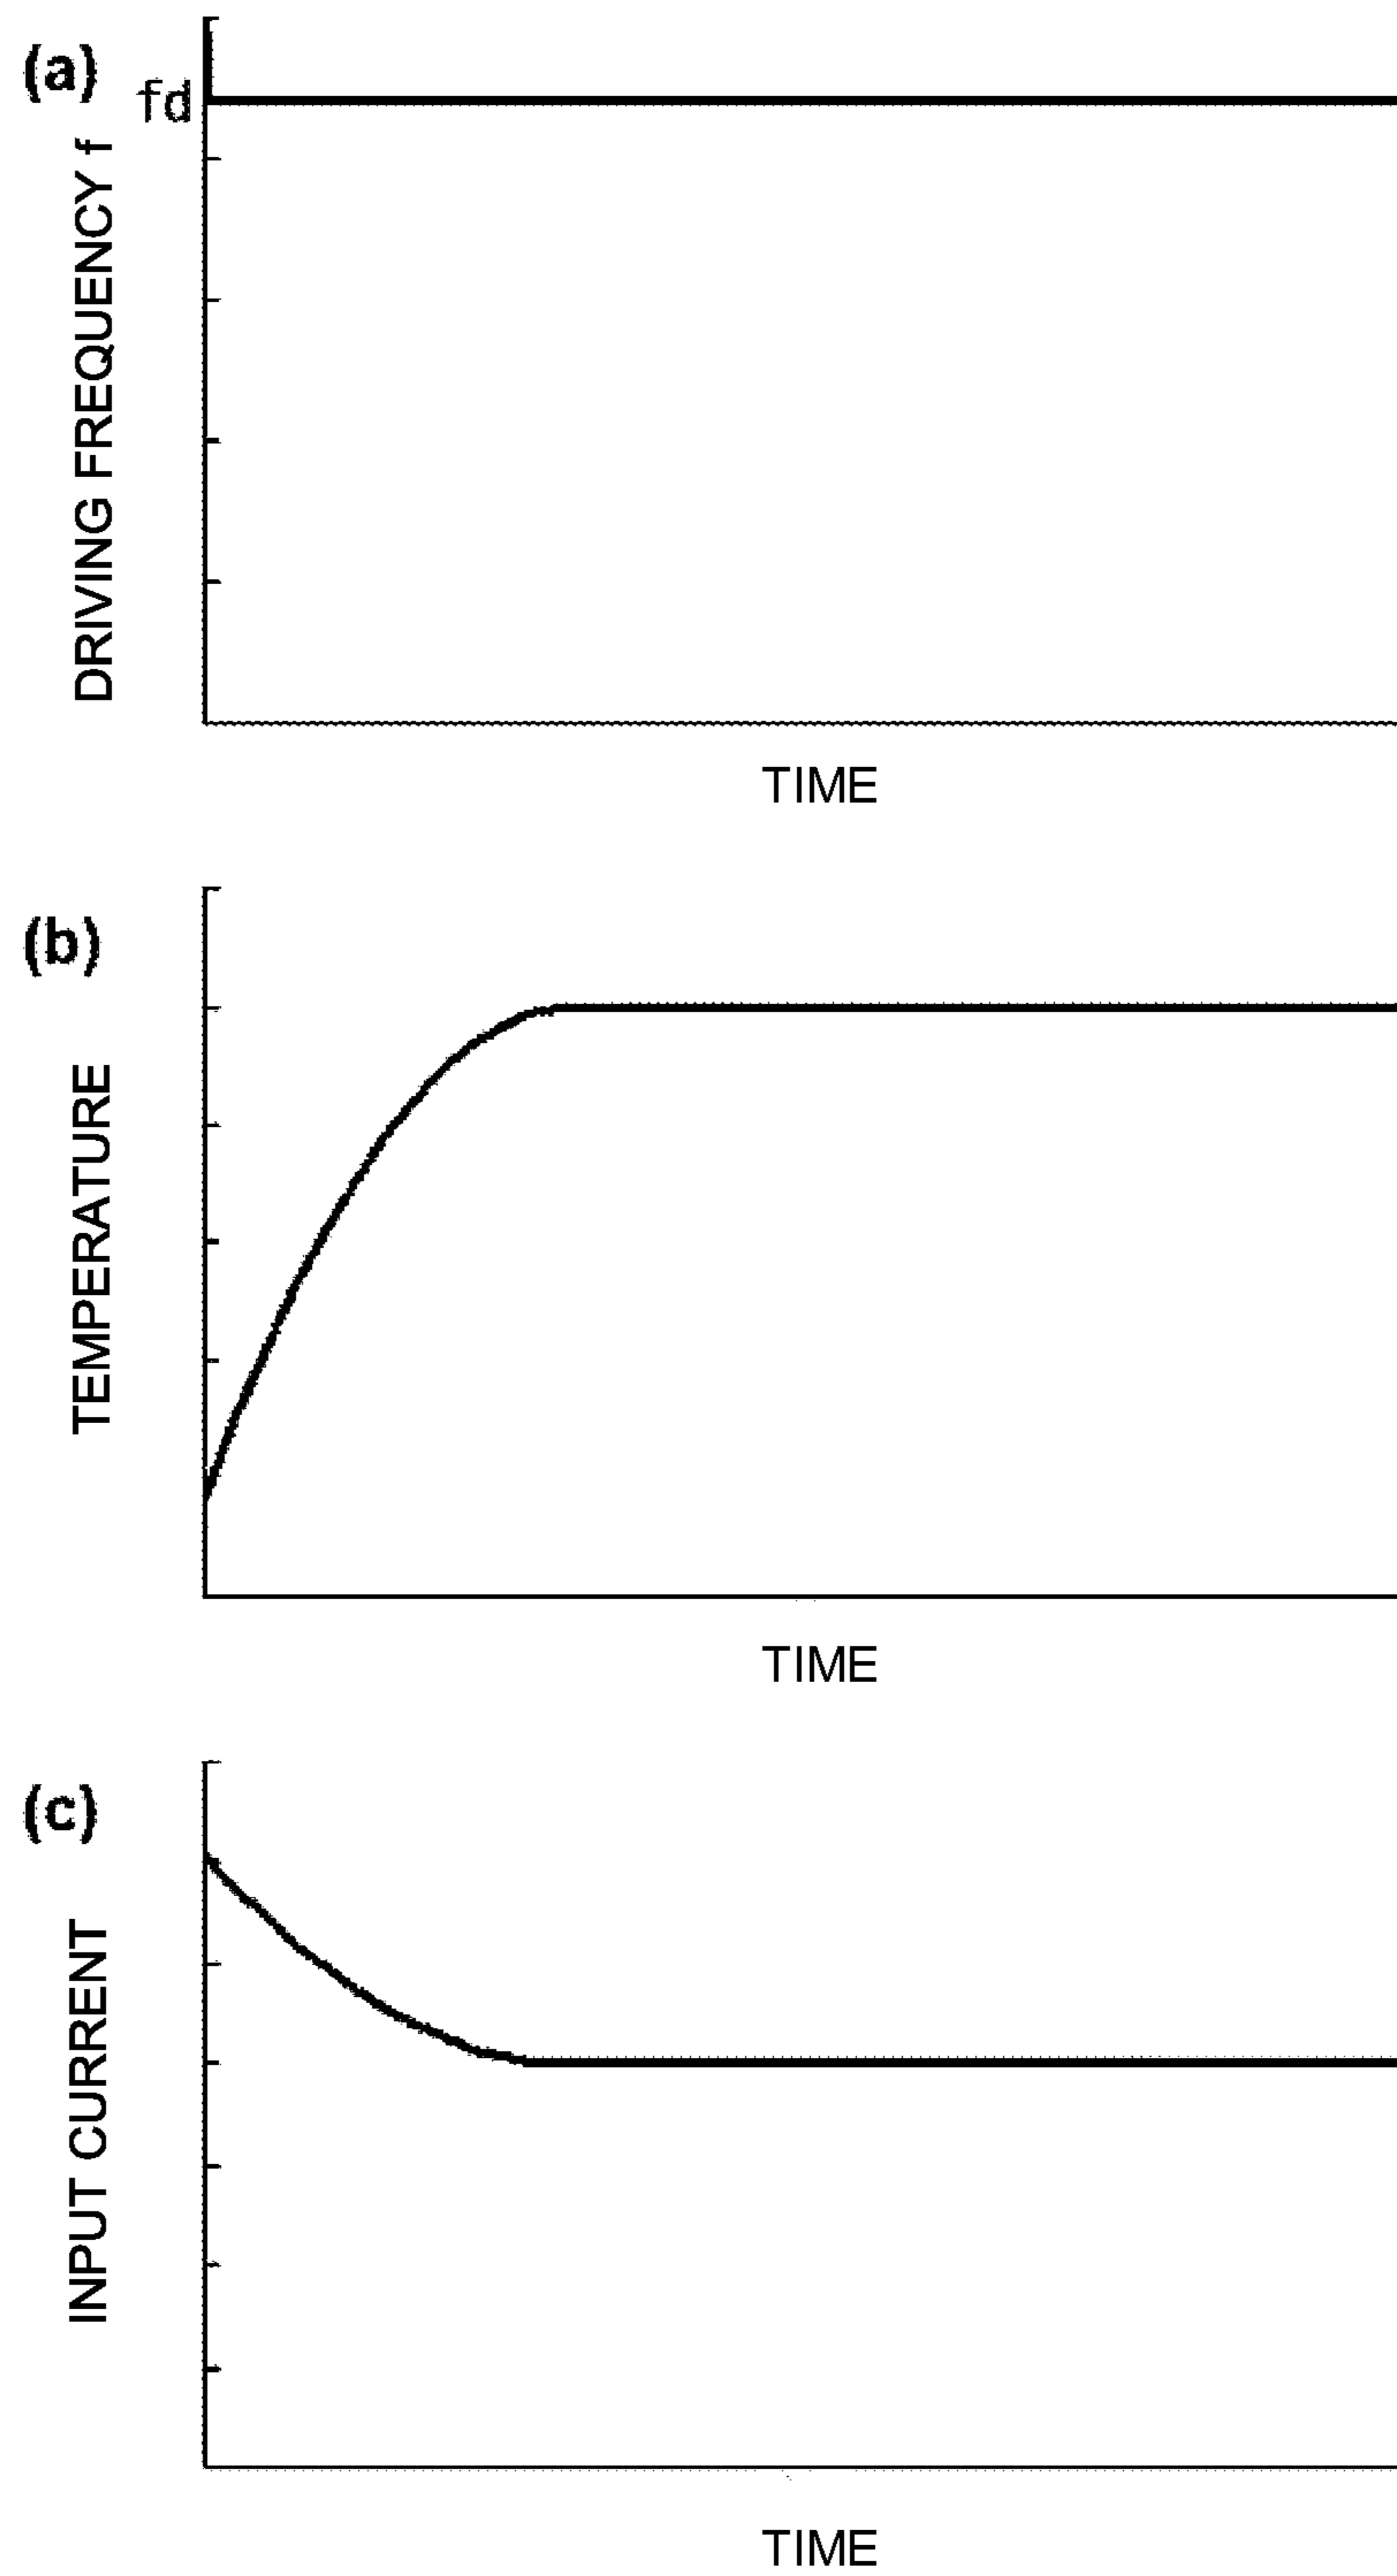 (a)
fd
DRIVING FREQUENCY f
TIME
(b)
TEMPERATURE
TIME
(c)
INPUT CURRENT
TIME